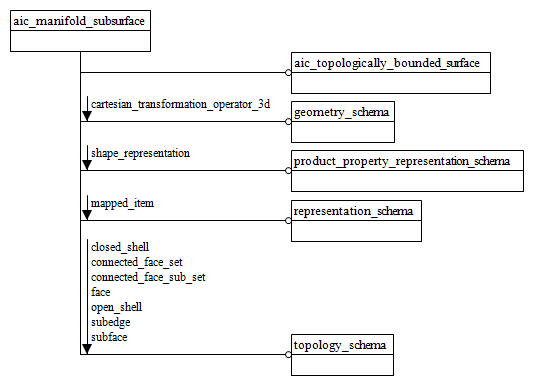 aic_manifold_subsurface
aic_topologically_bounded_surface
cartesian_transformation_operator_3d
geometry_schema
shape_representation
product_property_representation_schema
mapped_item
representation_schema
closed_shell
connected_face_set
connected_face_sub_set
face
open_shell
subedge
subface
topology_schema